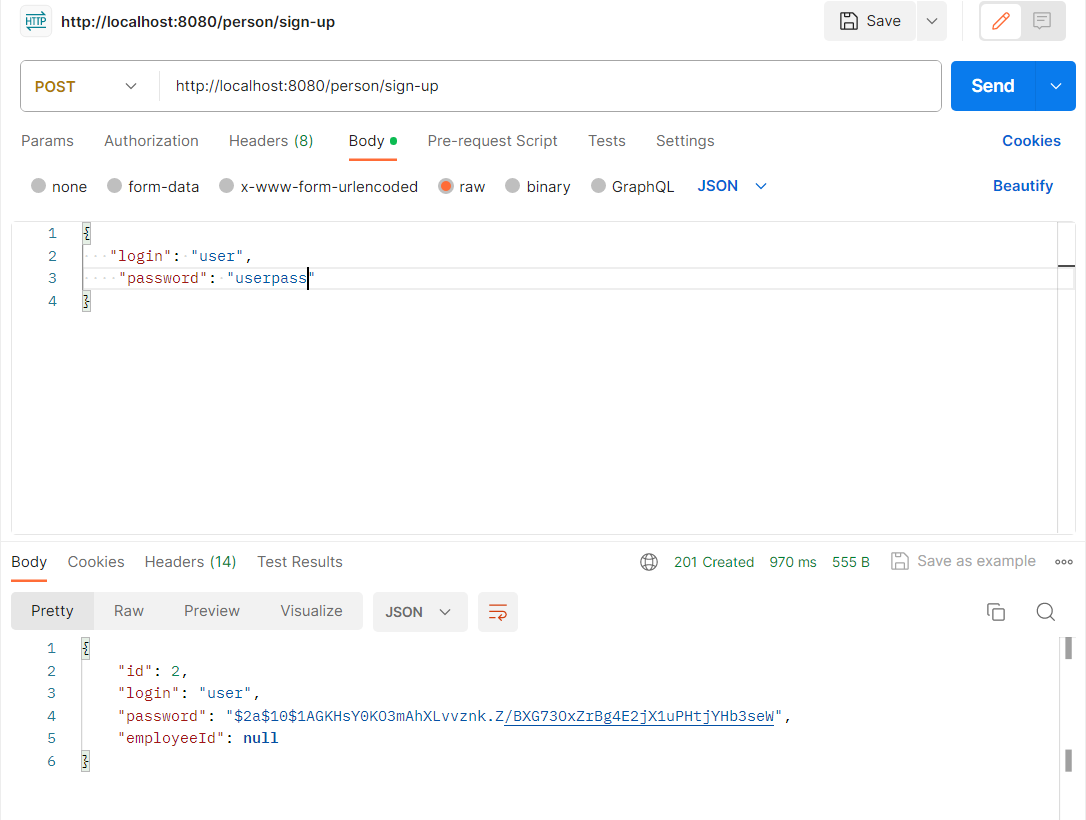 HTTP http://localhost:8080/person/sign-up Save
POST http://localhost:8080/person/sign-up Send
Params Authorization Headers (8) Body Pre-request Script Tests Settings Cookies
none form-data x-www-form-urlencoded raw binary GraphQL JSON Beautify
1 {
2 "login": "user",
3 "password": "userpass"
4 }
Body Cookies Headers (14) Test Results 201 Created 970 ms 555 B Save as example
Pretty Raw Preview Visualize JSON
1 {
2 "id": 2,
3 "login": "user",
4 "password": "$2a$10$1AGKHsY0KO3mAhXLvvznk.Z/BXG73OxZrBg4E2jX1uPHtjYHb3seW",
5 "employeeId": null
6 }